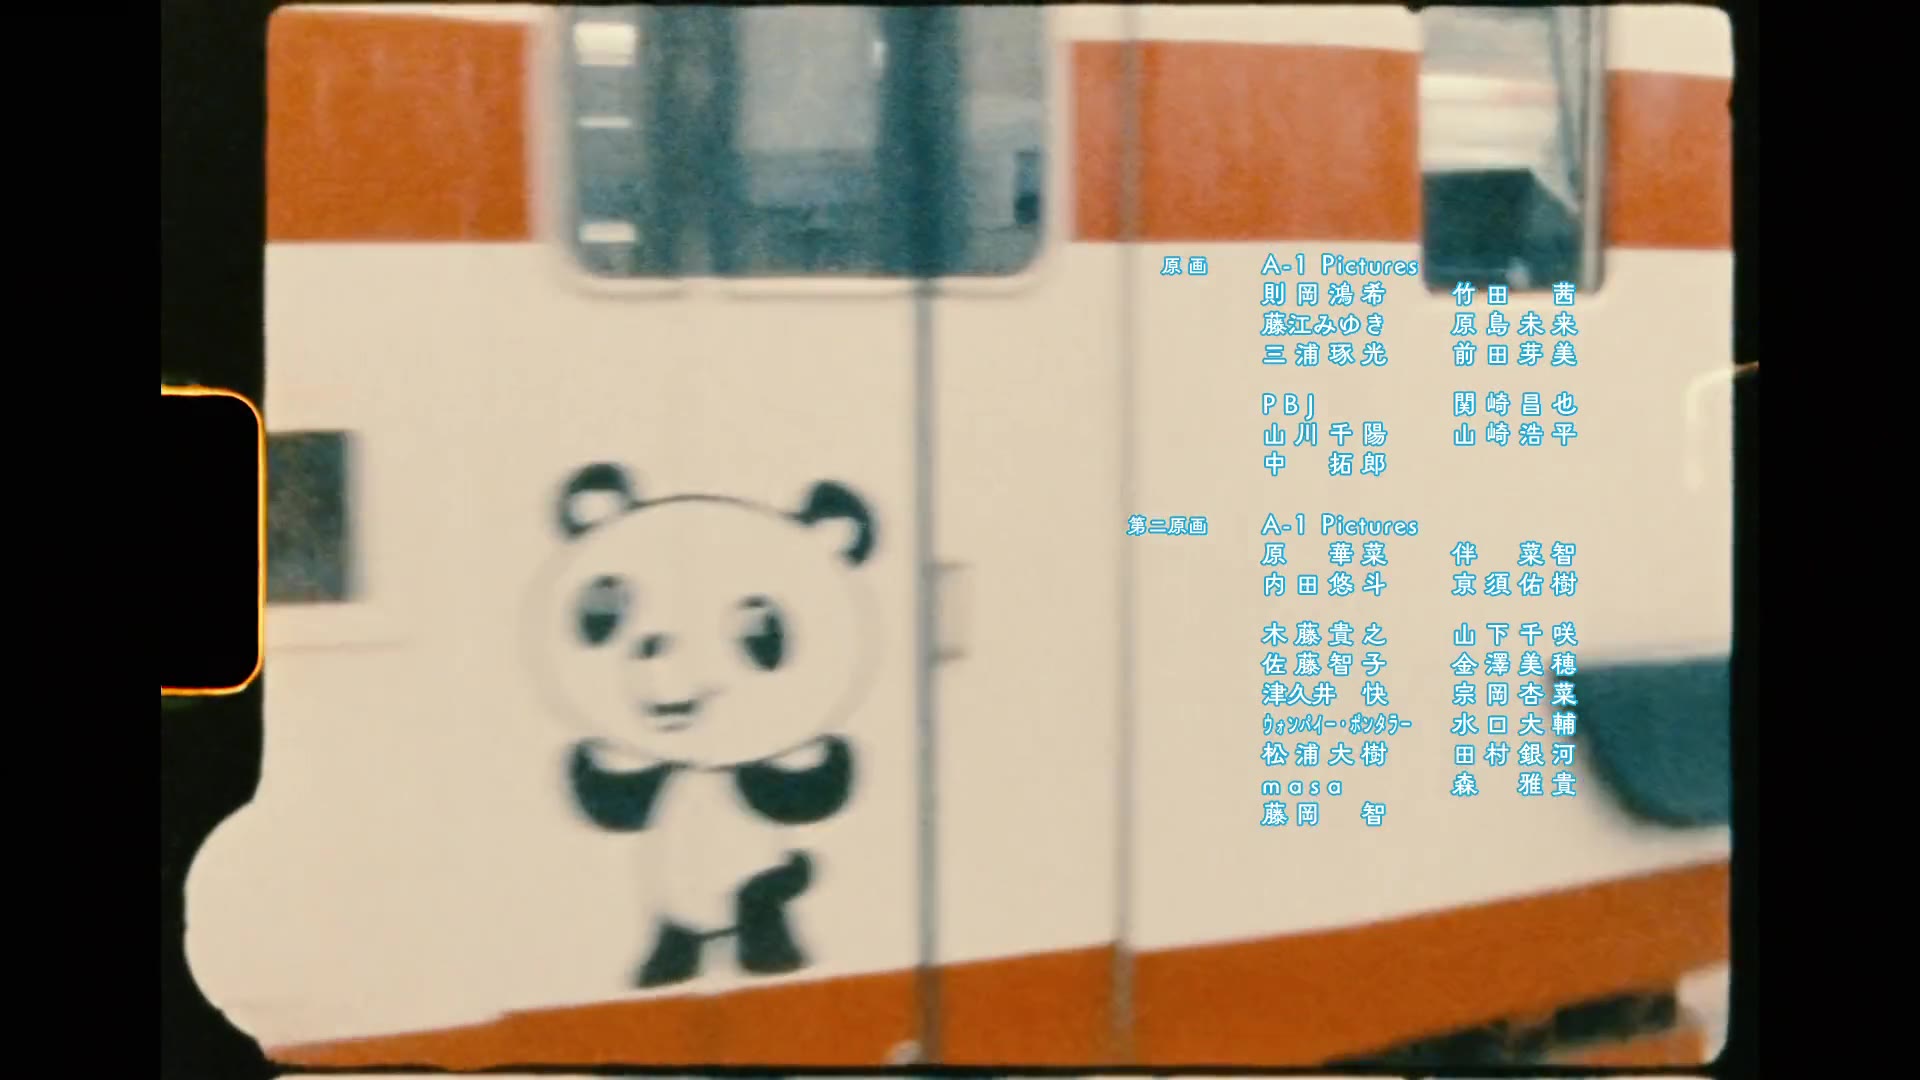 原画 A-1 Pictures
則岡鴻希 竹田 茜
藤江みゆき 原島未来
三浦琢光 前田芽美
PBJ 関崎昌也
山川千陽 山崎浩平
中 拓郎
第二原画 A-1 Pictures
原 華菜 伴 菜智
内田悠斗 亰須佑樹
木藤貴之 山下千咲
佐藤智子 金澤美穂
津久井 快 宗岡杏菜
ウォンパイー・ポンタラー 水口大輔
松浦大樹 田村銀河
masa 森 雅貴
藤岡 智